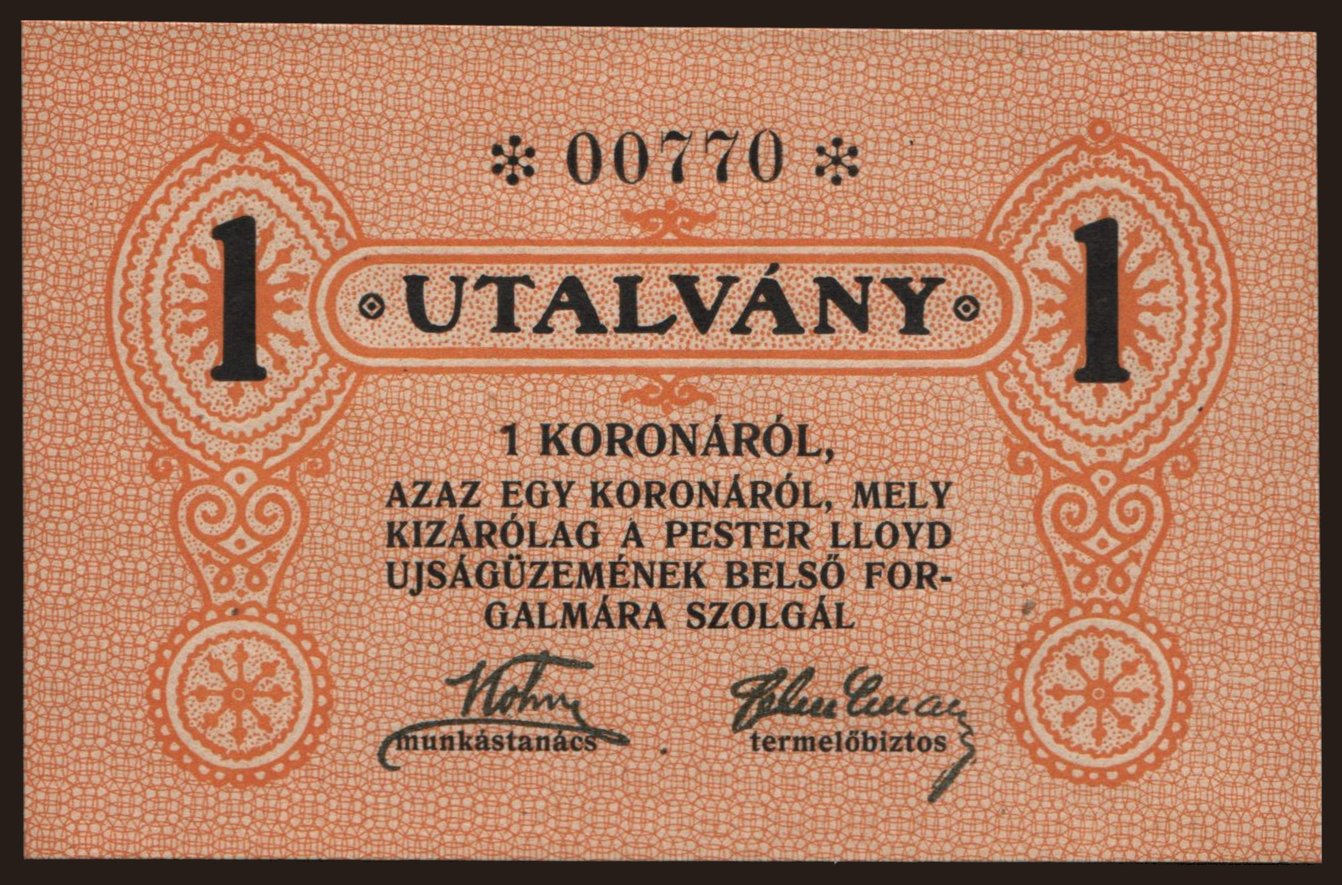 * 00770 *
1 UTALVÁNY 1
1 KORONÁRÓL,
AZAZ EGY KORONÁRÓL, MELY
KIZÁRÓLAG A PESTER LLOYD
UJSÁGÜZEMÉNEK BELSŐ FOR-
GALMÁRA SZOLGÁL
munkástanács termelőbiztos